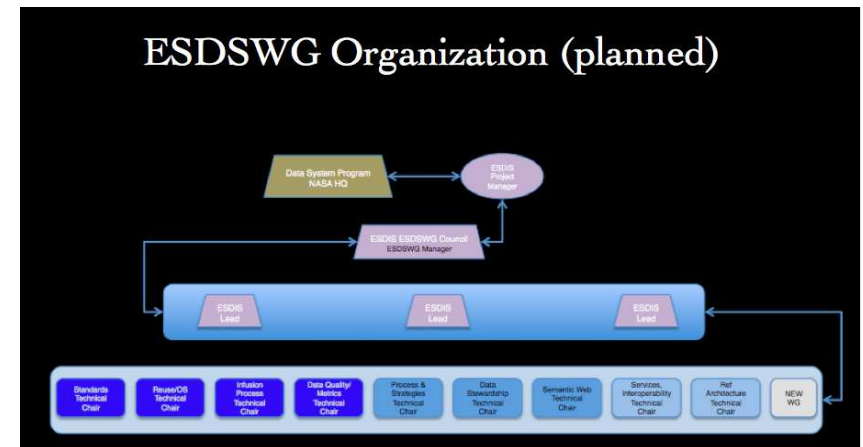 ESDSWG Organization (planned)
Data System Program
NASA HQ
ESDIS
Project
Manager
ESDIS ESDSWG Council
ESDSWG Manager
ESDIS
Lead
ESDIS
Lead
ESDIS
Lead
Standards
Technical
Chair
Reuse/OS
Technical
Chair
Infusion
Process
Technical
Chair
Data Quality/
Metrics
Technical
Chair
Process &
Strategies
Technical
Chair
Data
Stewardship
Technical
Chair
Semantic Web
Technical
Chair
Services,
Interoperability
Technical
Chair
Ref
Architecture
Technical
Chair
NEW
WG